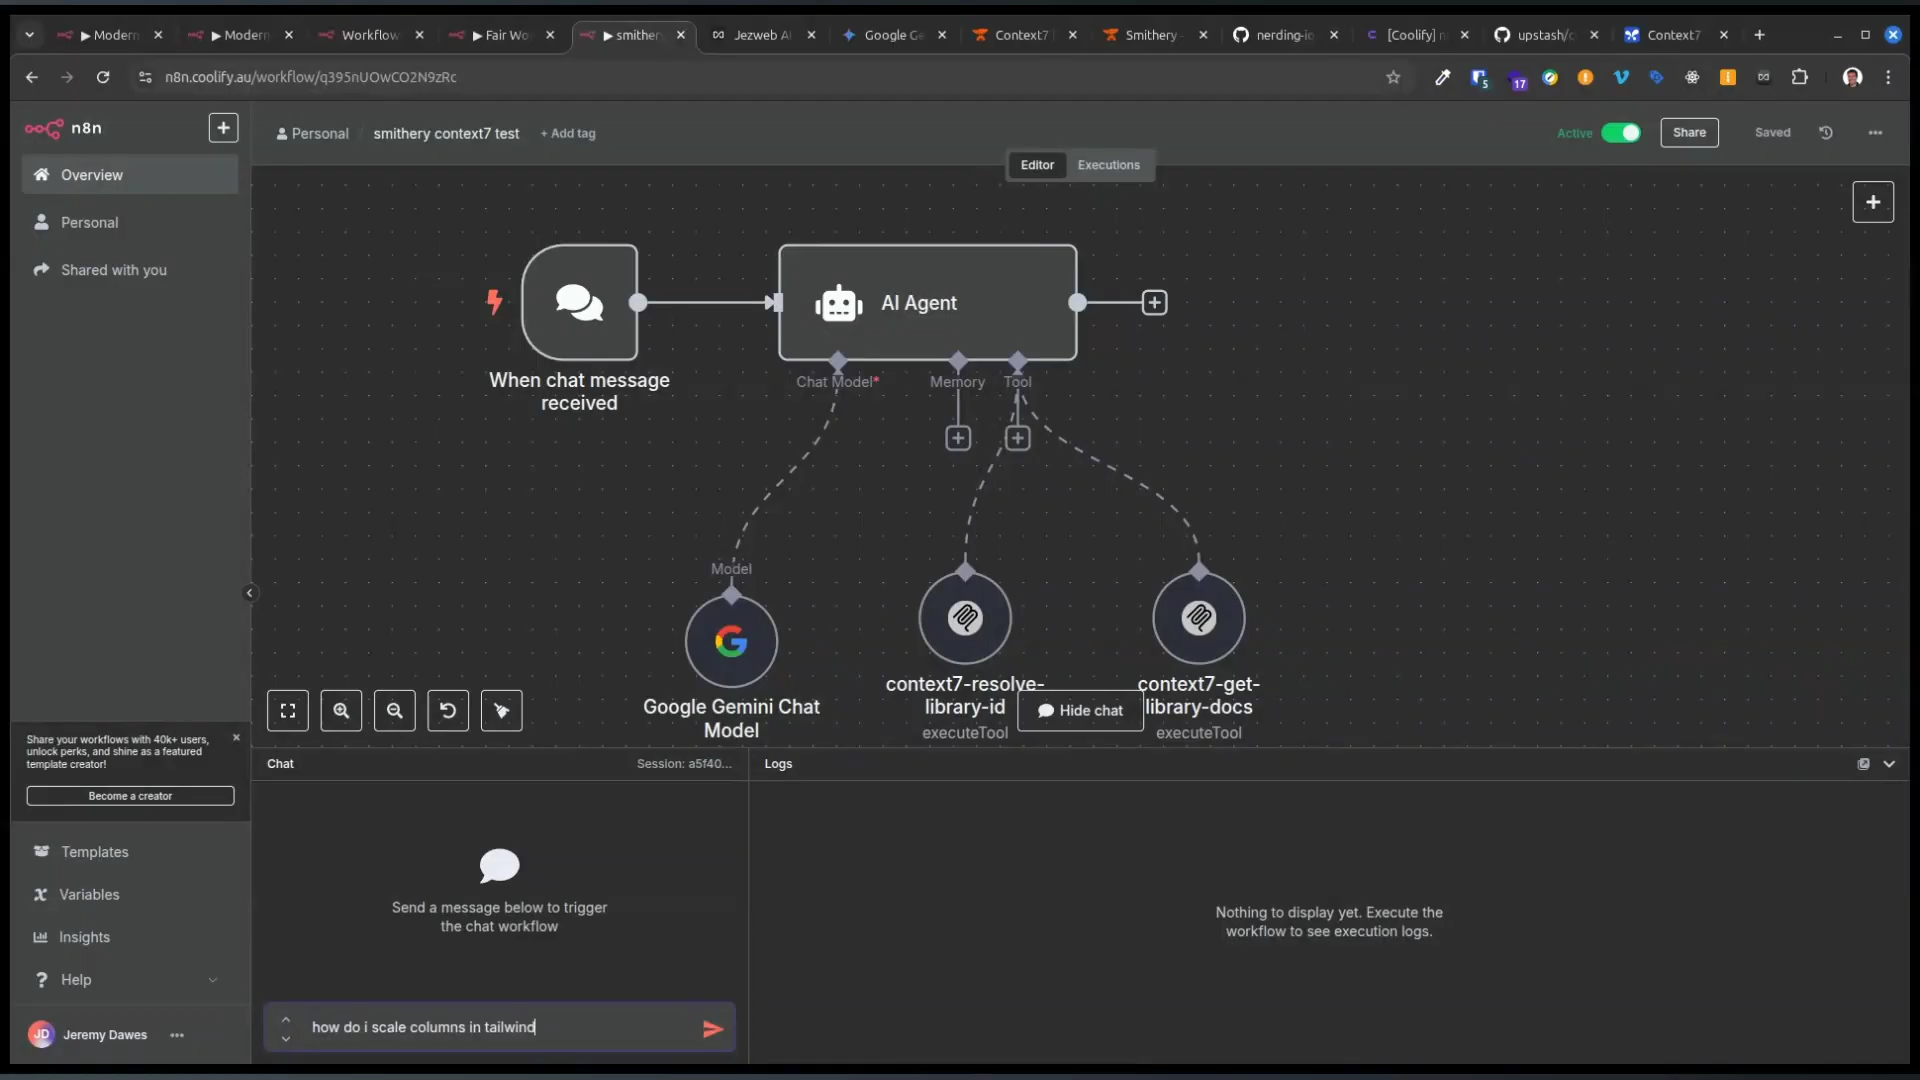 ▶ Modern
▶ Modern
Workflow
▶ Fair Wo
▶ smither
Jezweb AI
Google Ge
Context7
Smithery -
nerding-io
[Coolify] n
upstash/c
Context7
n8n.coolify.au/workflow/q395nUOwCO2N9zRc
5
17
n8n
Personal
/
smithery context7 test
+ Add tag
Active
Share
Saved
Editor
Executions
Overview
Personal
Shared with you
AI Agent
When chat message
received
Chat Model*
Memory
Tool
Model
Google Gemini Chat
Model
context7-resolve-
library-id
executeTool
context7-get-
library-docs
executeTool
Hide chat
Share your workflows with 40k+ users,
unlock perks, and shine as a featured
template creator!
Become a creator
Templates
Variables
Insights
Help
JD
Jeremy Dawes
Chat
Session: a5f40...
Logs
Send a message below to trigger
the chat workflow
Nothing to display yet. Execute the
workflow to see execution logs.
how do i scale columns in tailwind